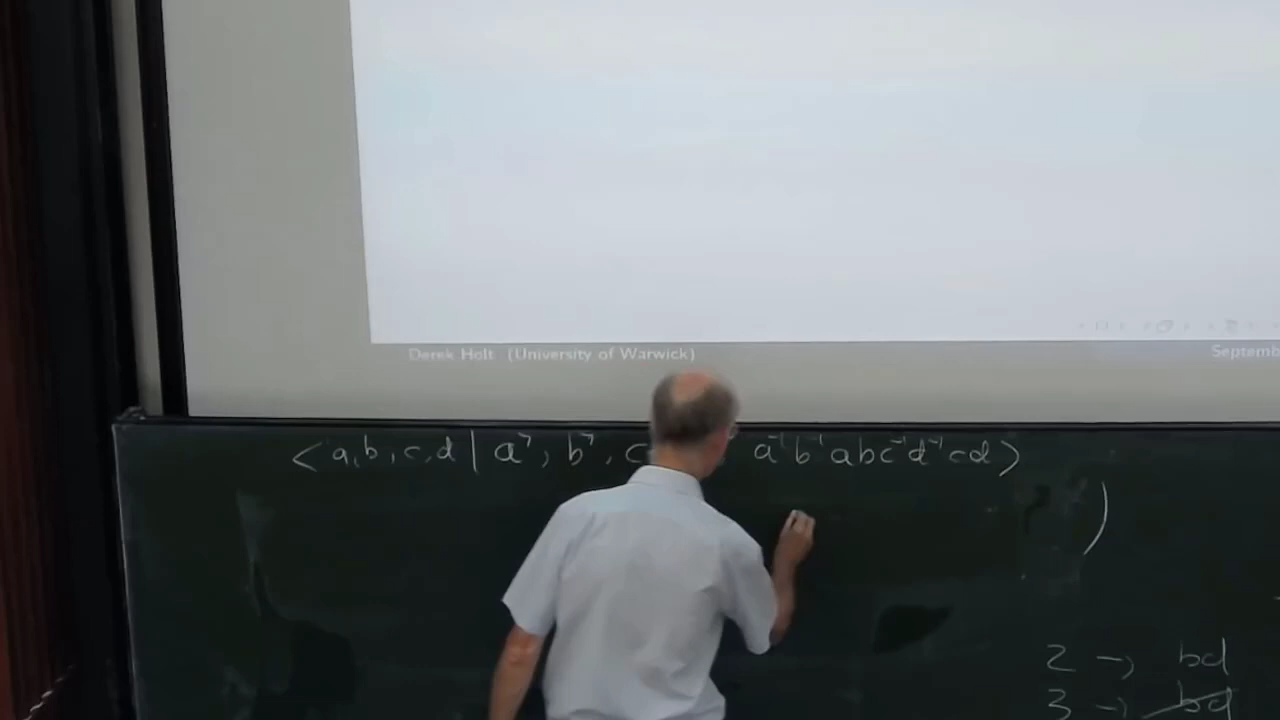 Derek Holt (University of Warwick)
Septemb
< a, b, c, d | a⁷, b⁷, c a⁻¹b⁻¹abc⁻¹d⁻¹cd >
)
2 → bd
3 → bd